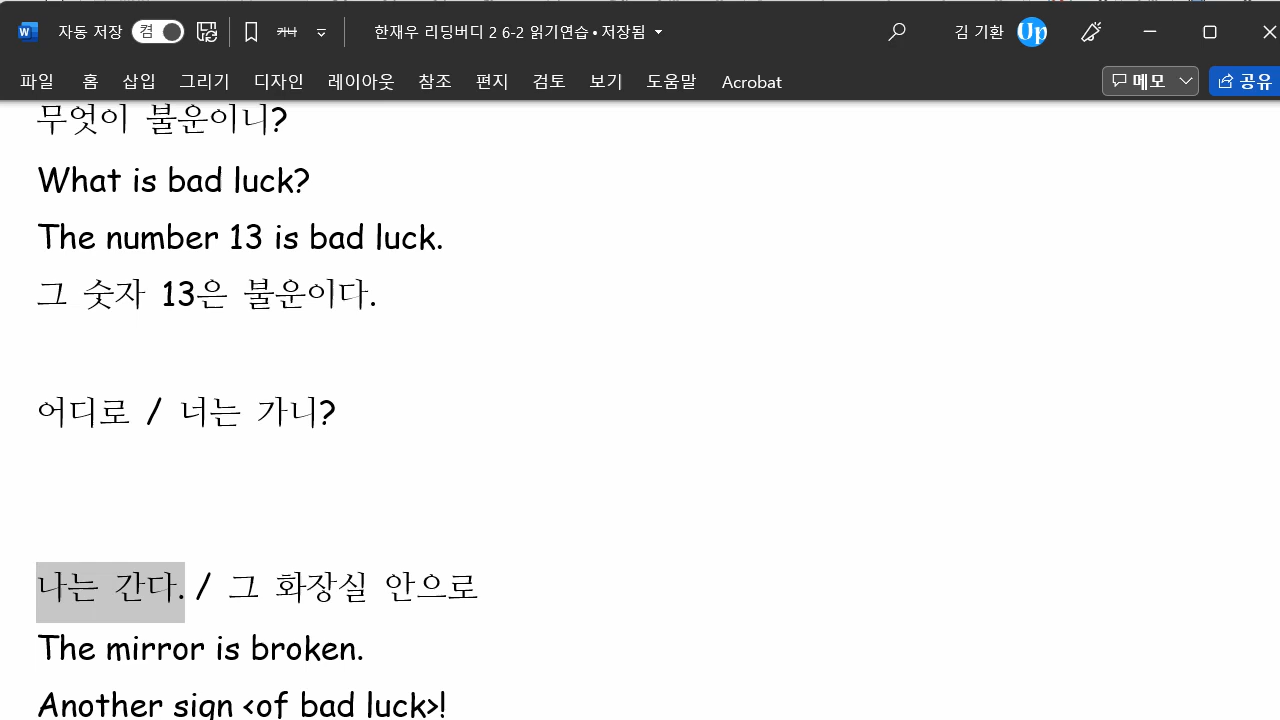 자동 저장 켬 가나 한재우 리딩버디 2 6-2 읽기연습 • 저장됨 김 기환 Up
파일 홈 삽입 그리기 디자인 레이아웃 참조 편지 검토 보기 도움말 Acrobat 메모 공유
무엇이 불운이니?
What is bad luck?
The number 13 is bad luck.
그 숫자 13은 불운이다.
어디로 / 너는 가니?
나는 간다. / 그 화장실 안으로
The mirror is broken.
Another sign <of bad luck>!